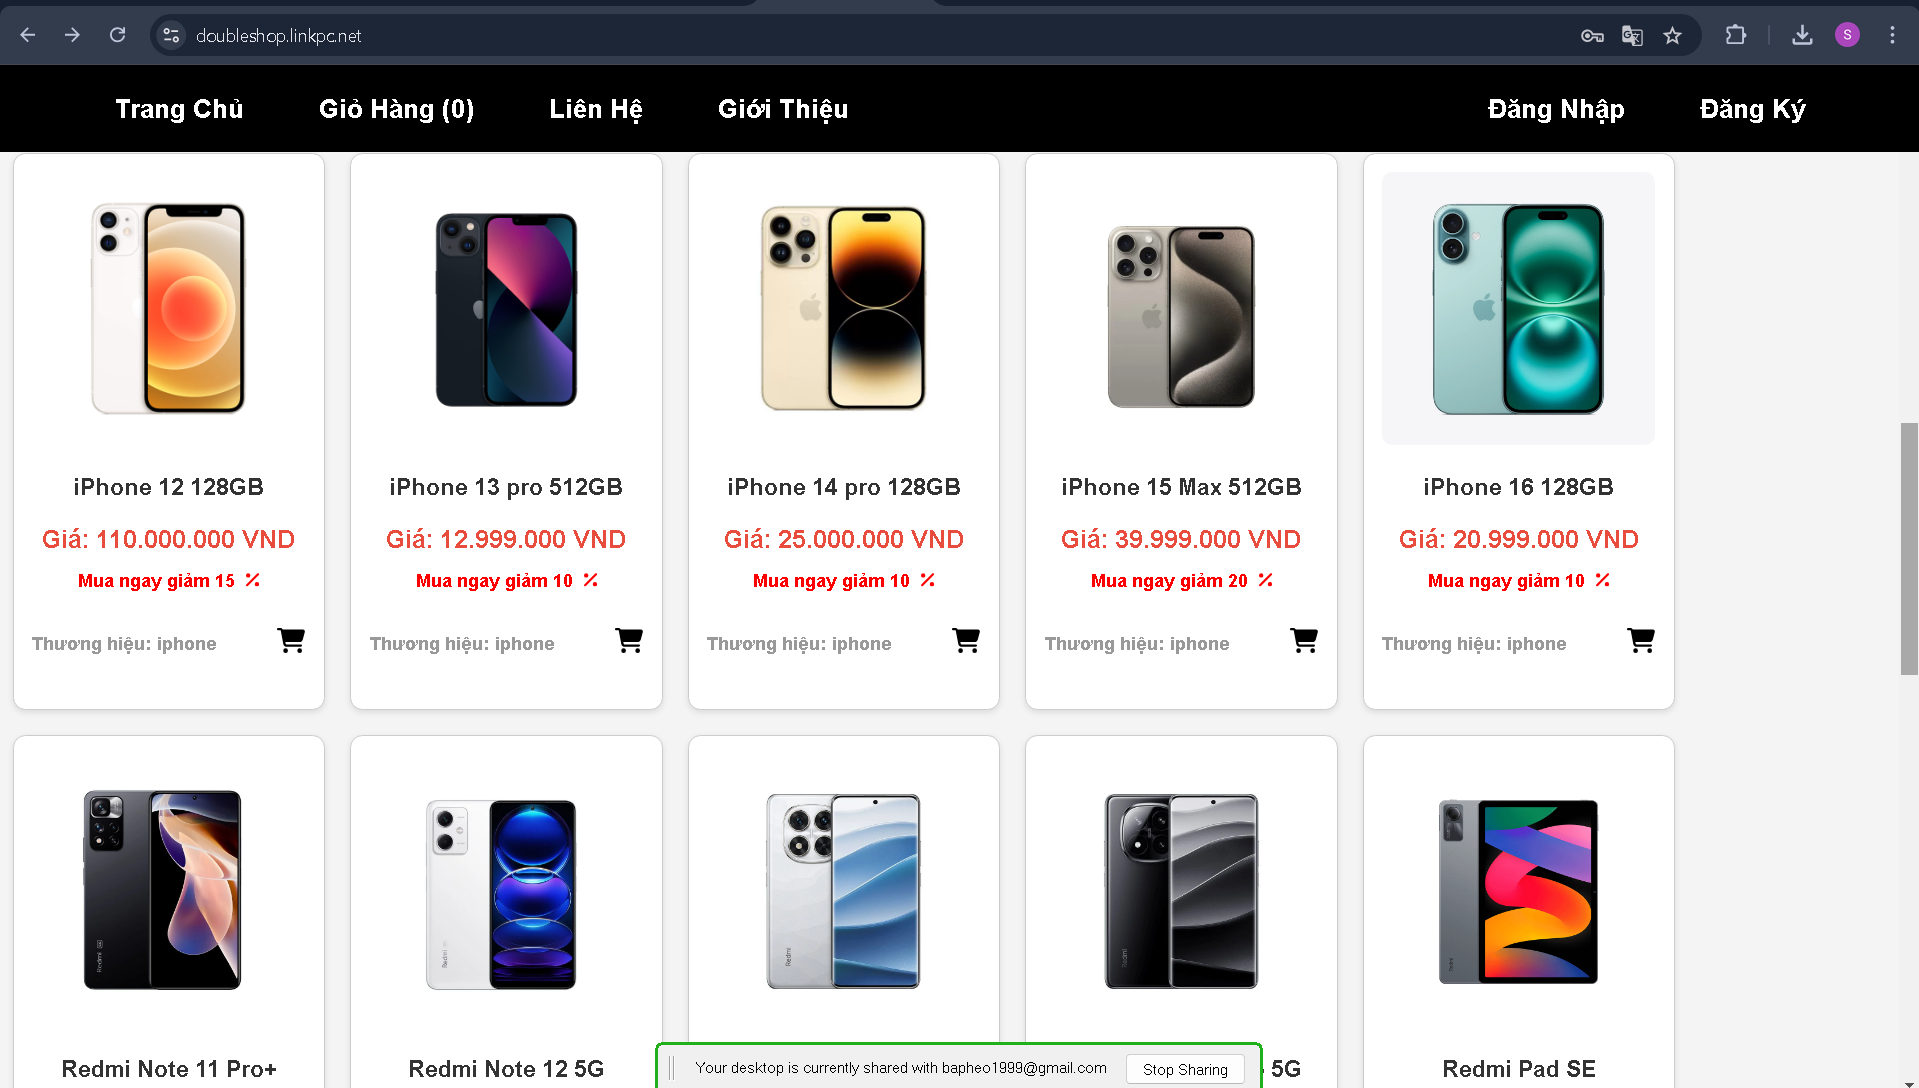 doubleshop.linkpc.net
S
Trang Chủ Giỏ Hàng (0) Liên Hệ Giới Thiệu Đăng Nhập Đăng Ký
iPhone 12 128GB
Giá: 110.000.000 VND
Mua ngay giảm 15 %
Thương hiệu: iphone
iPhone 13 pro 512GB
Giá: 12.999.000 VND
Mua ngay giảm 10 %
Thương hiệu: iphone
iPhone 14 pro 128GB
Giá: 25.000.000 VND
Mua ngay giảm 10 %
Thương hiệu: iphone
iPhone 15 Max 512GB
Giá: 39.999.000 VND
Mua ngay giảm 20 %
Thương hiệu: iphone
iPhone 16 128GB
Giá: 20.999.000 VND
Mua ngay giảm 10 %
Thương hiệu: iphone
Redmi Note 11 Pro+
Redmi Note 12 5G
5G
Redmi Pad SE
Your desktop is currently shared with bapheo1999@gmail.com
Stop Sharing